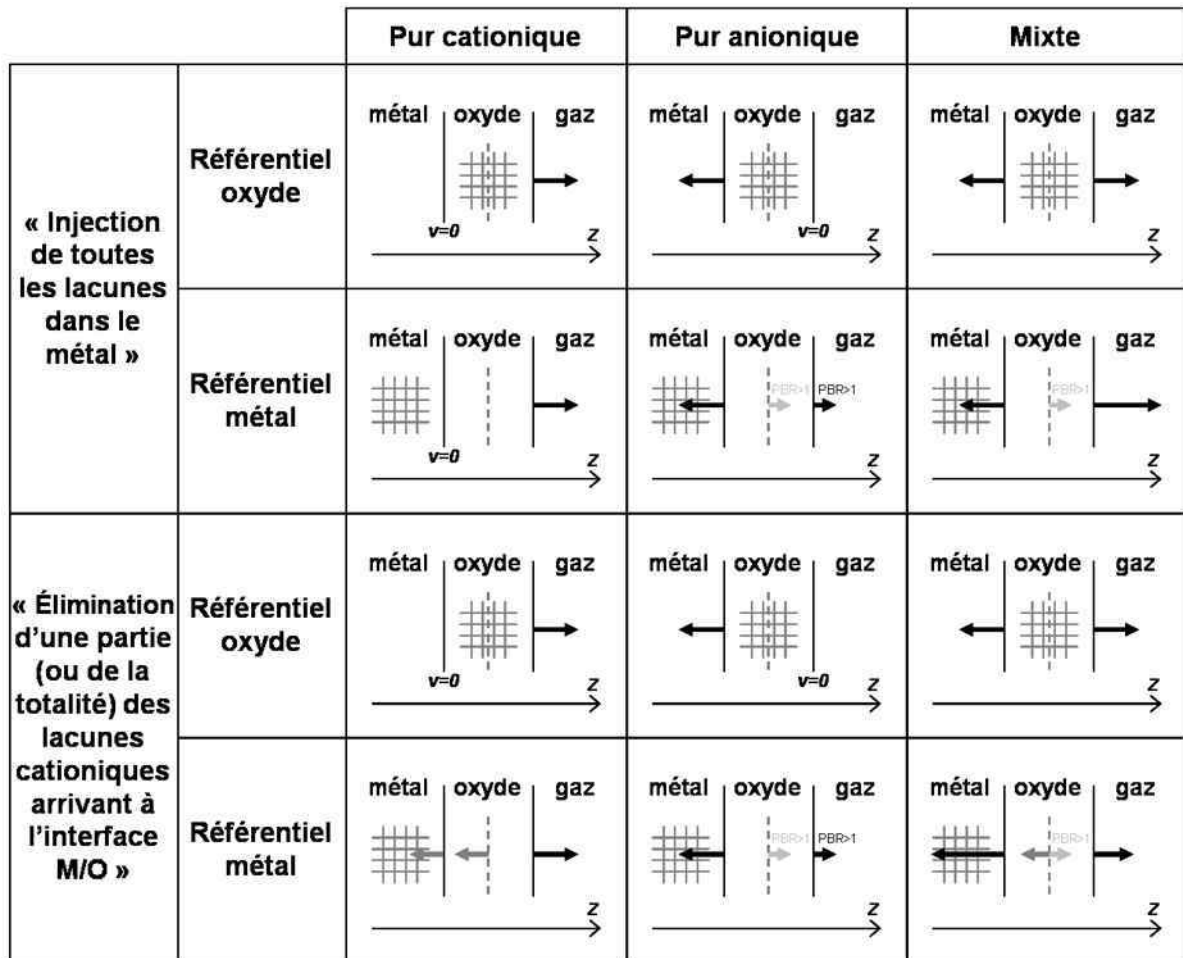 Pur cationique Pur anionique Mixte
« Injection
de toutes
les lacunes
dans le
métal »
Référentiel
oxyde
métal oxyde gaz
v=0 z
métal oxyde gaz
v=0 z
métal oxyde gaz
z
Référentiel
métal
métal oxyde gaz
v=0 z
métal oxyde gaz
PBR>1 PBR>1
z
métal oxyde gaz
PBR>1
z
« Élimination
d'une partie
(ou de la
totalité) des
lacunes
cationiques
arrivant à
l'interface
M/O »
Référentiel
oxyde
métal oxyde gaz
v=0 z
métal oxyde gaz
v=0 z
métal oxyde gaz
z
Référentiel
métal
métal oxyde gaz
z
métal oxyde gaz
PBR>1 PBR>1
z
métal oxyde gaz
PBR>1
z